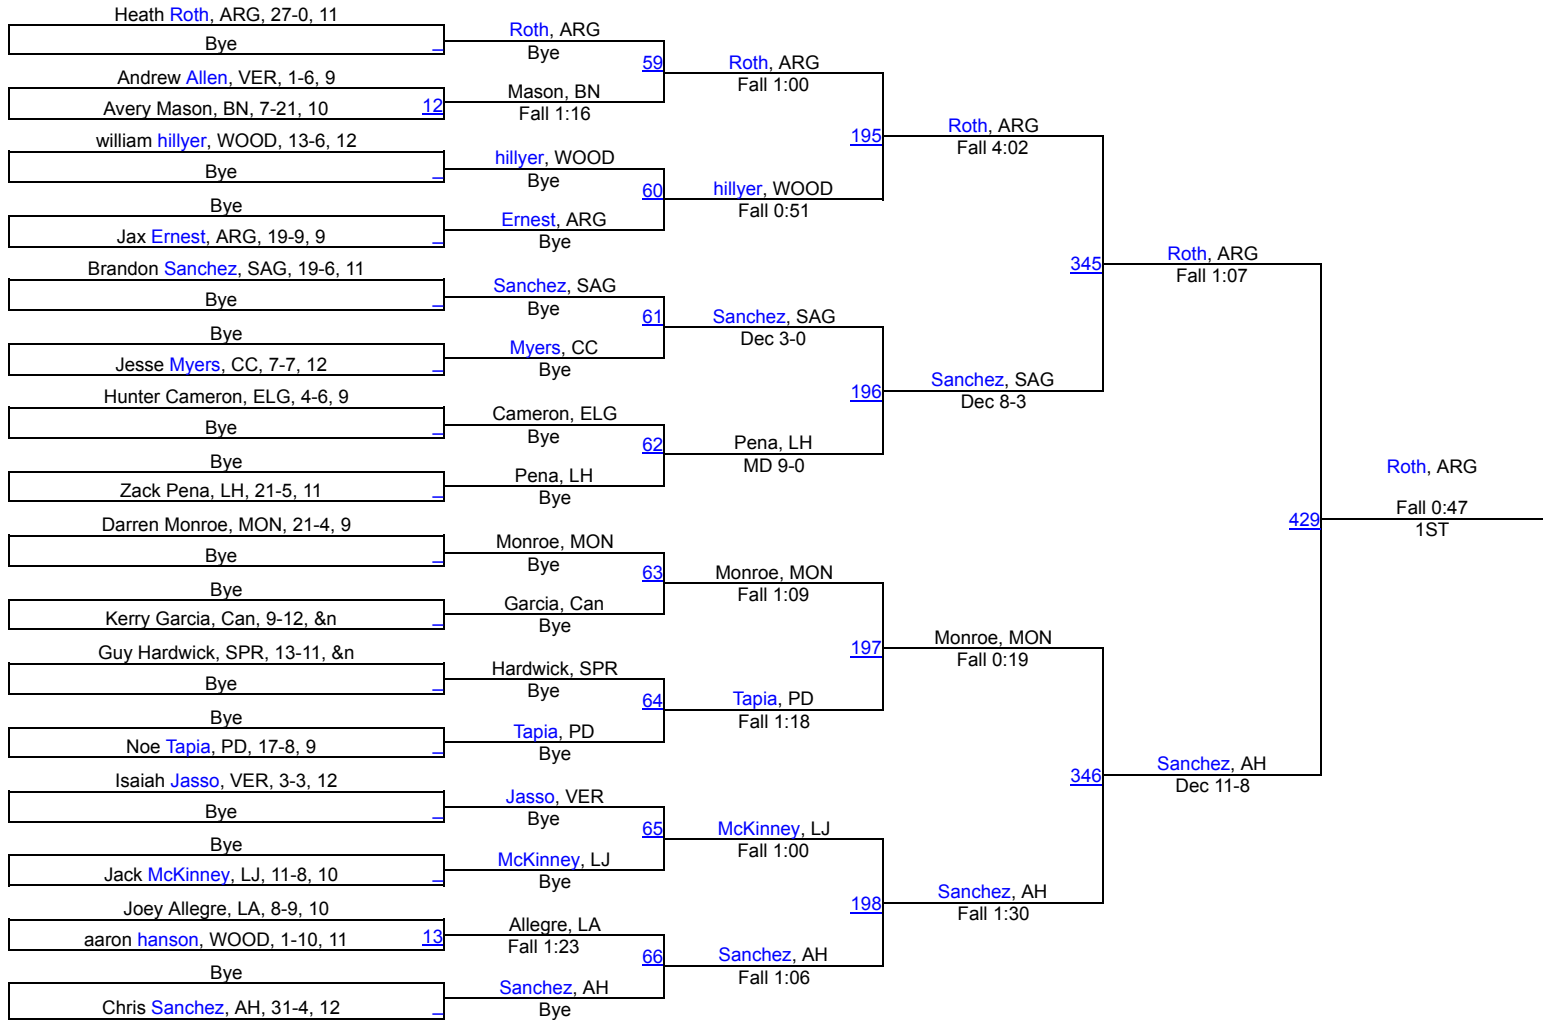 Heath Roth, ARG, 27-0, 11
Bye
Andrew Allen, VER, 1-6, 9
Avery Mason, BN, 7-21, 10
12
william hillyer, WOOD, 13-6, 12
Bye
Bye
Jax Ernest, ARG, 19-9, 9
Brandon Sanchez, SAG, 19-6, 11
Bye
Bye
Jesse Myers, CC, 7-7, 12
Hunter Cameron, ELG, 4-6, 9
Bye
Bye
Zack Pena, LH, 21-5, 11
Darren Monroe, MON, 21-4, 9
Bye
Bye
Kerry Garcia, Can, 9-12, &n
Guy Hardwick, SPR, 13-11, &n
Bye
Bye
Noe Tapia, PD, 17-8, 9
Isaiah Jasso, VER, 3-3, 12
Bye
Bye
Jack McKinney, LJ, 11-8, 10
Joey Allegre, LA, 8-9, 10
aaron hanson, WOOD, 1-10, 11
13
Bye
Chris Sanchez, AH, 31-4, 12
Roth, ARG
Bye
59
Mason, BN
Fall 1:16
hillyer, WOOD
Bye
60
Ernest, ARG
Bye
Sanchez, SAG
Bye
61
Myers, CC
Bye
Cameron, ELG
Bye
62
Pena, LH
Bye
Monroe, MON
Bye
63
Garcia, Can
Bye
Hardwick, SPR
Bye
64
Tapia, PD
Bye
Jasso, VER
Bye
65
McKinney, LJ
Bye
Allegre, LA
Fall 1:23
66
Sanchez, AH
Bye
Roth, ARG
Fall 1:00
195
hillyer, WOOD
Fall 0:51
Sanchez, SAG
Dec 3-0
196
Pena, LH
MD 9-0
Monroe, MON
Fall 1:09
197
Tapia, PD
Fall 1:18
McKinney, LJ
Fall 1:00
198
Sanchez, AH
Fall 1:06
Roth, ARG
Fall 4:02
345
Sanchez, SAG
Dec 8-3
Monroe, MON
Fall 0:19
346
Sanchez, AH
Fall 1:30
Roth, ARG
Fall 1:07
429
Sanchez, AH
Dec 11-8
Roth, ARG
Fall 0:47
1ST